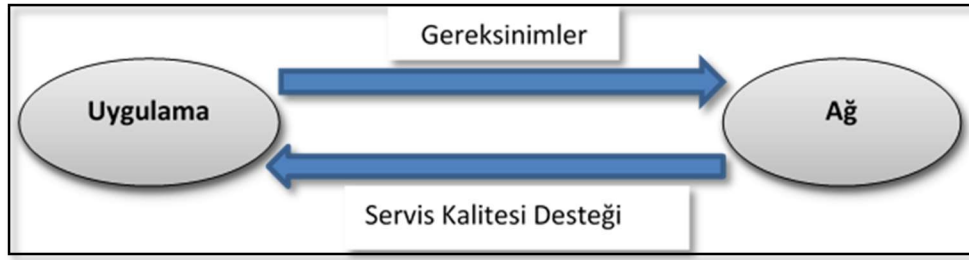 Gereksinimler
Uygulama
Ağ
Servis Kalitesi Desteği